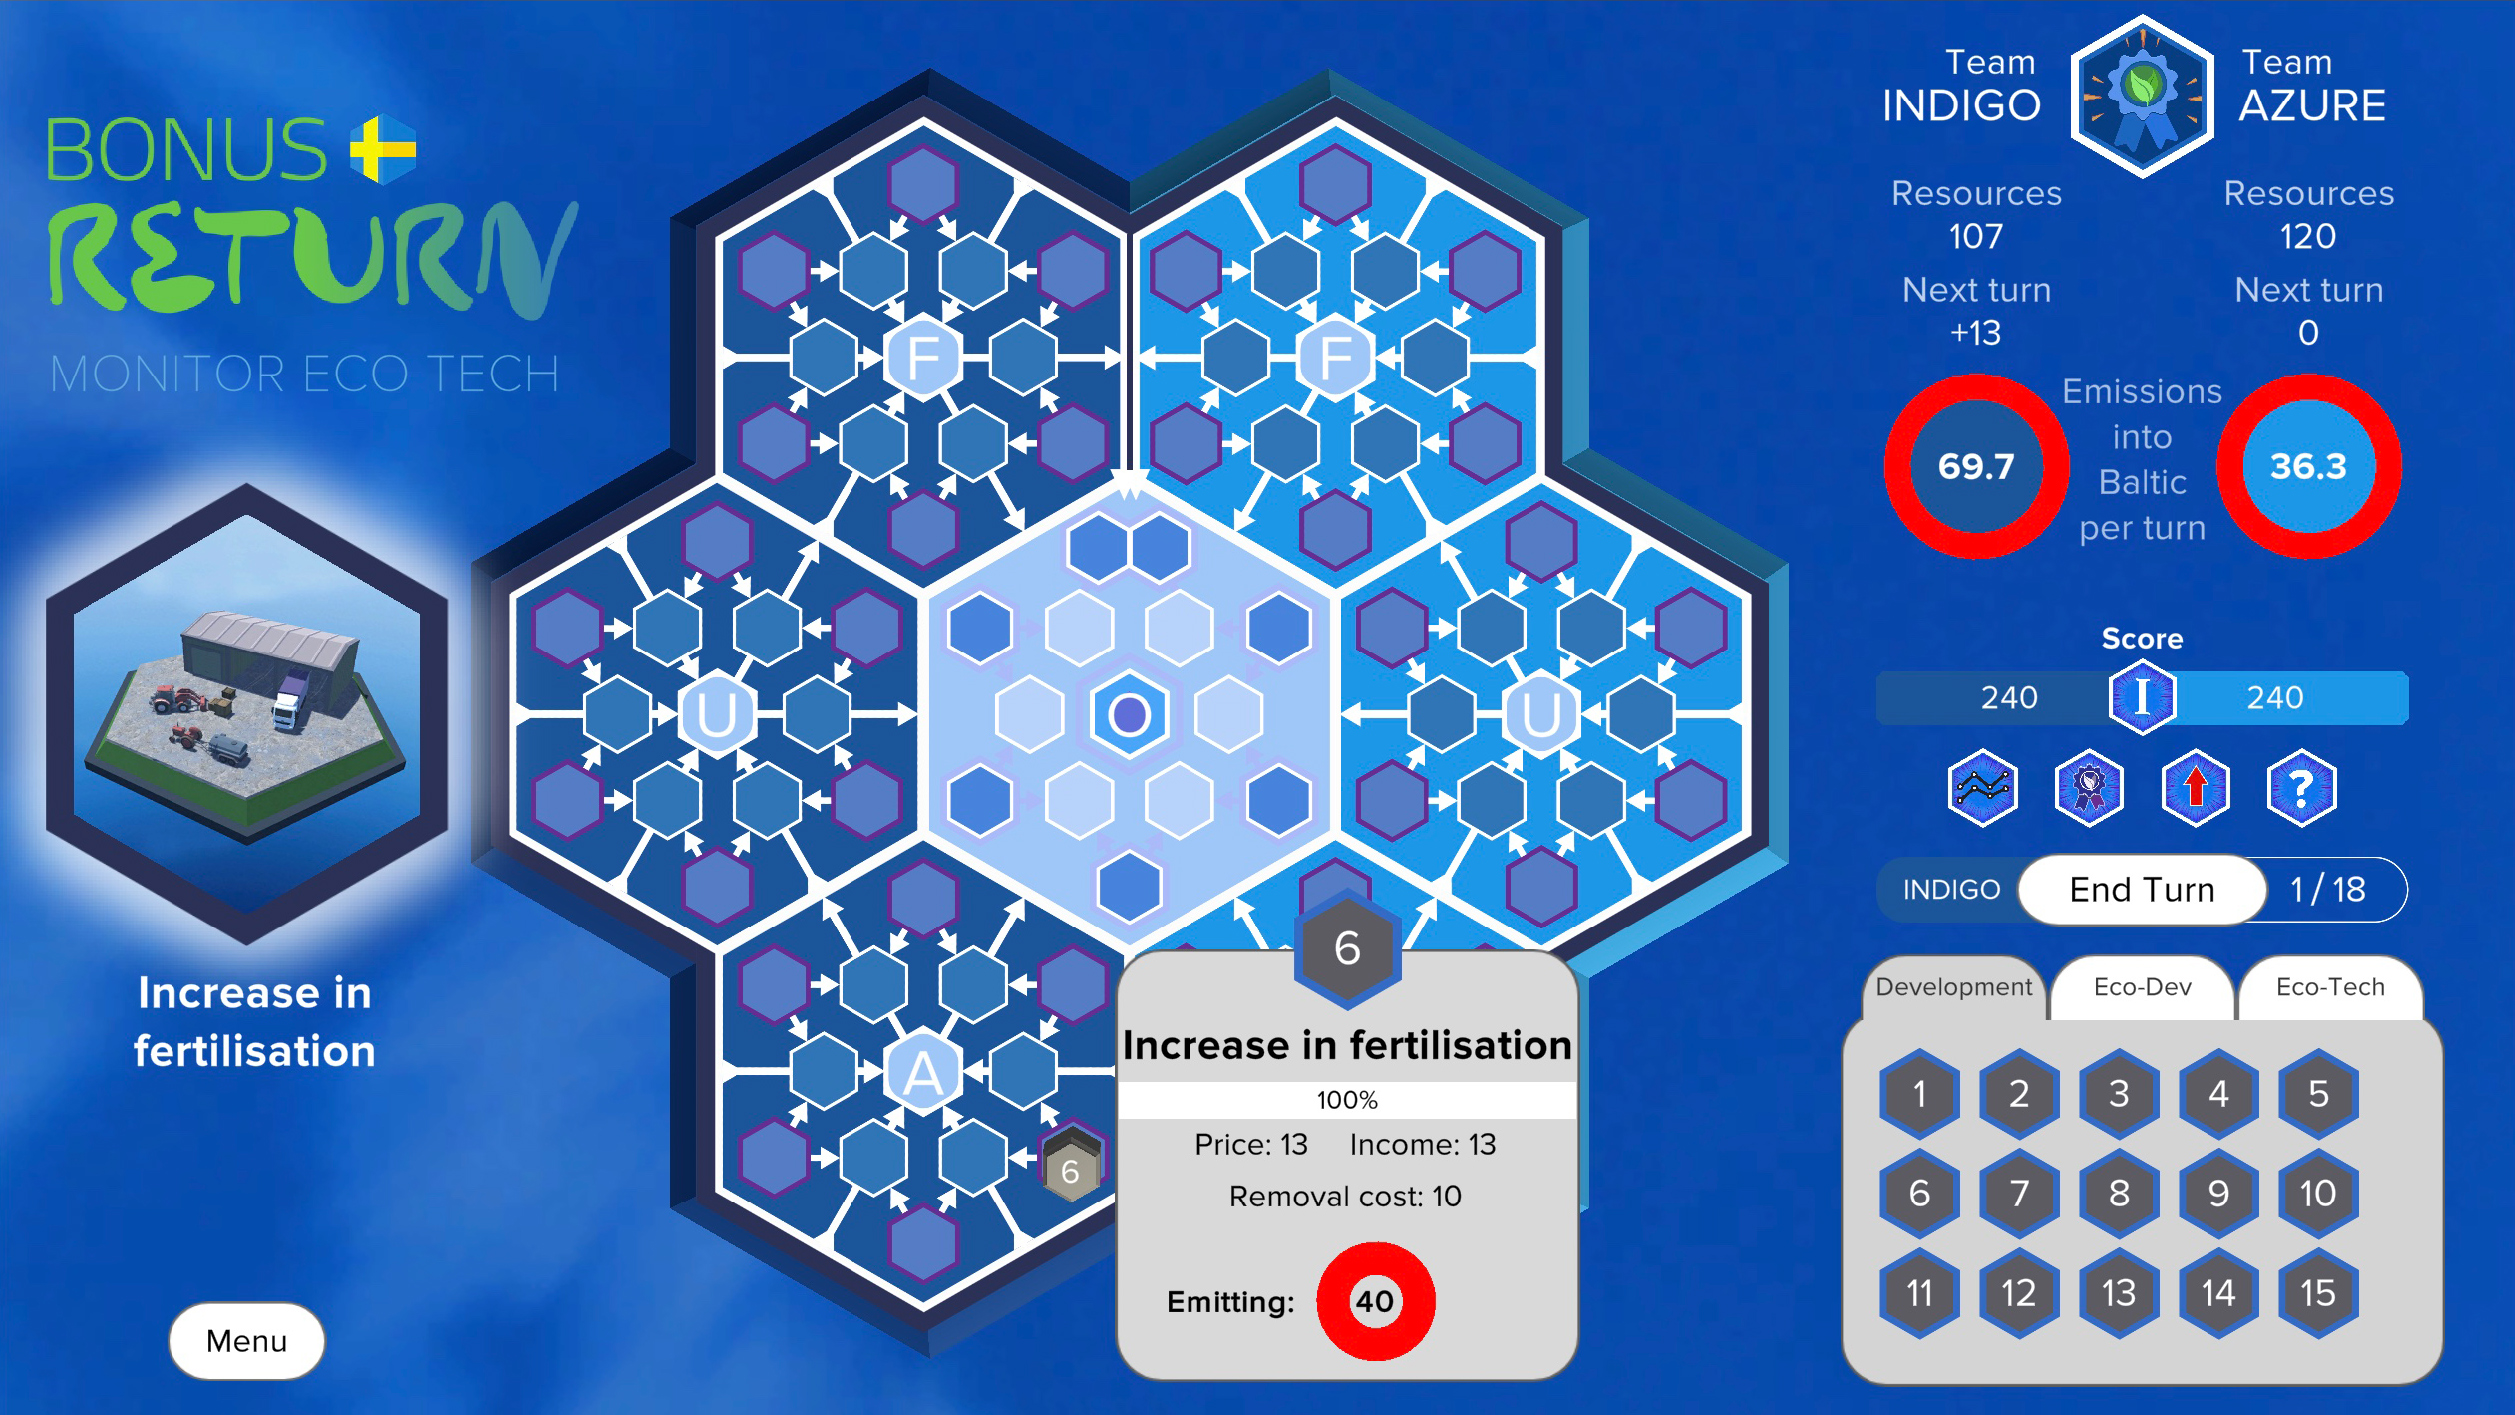 BONUS
RETURN
MONITOR ECO TECH
Increase in
fertilisation
Menu
F
F
U
O
U
A
6
6
Increase in fertilisation
100%
Price: 13 Income: 13
Removal cost: 10
Emitting: 40
Team
INDIGO
Team
AZURE
Resources
107
Resources
120
Next turn
+13
Next turn
0
69.7
Emissions
into
Baltic
per turn
36.3
Score
240
I
240
?
INDIGO
End Turn
1 / 18
Development
Eco-Dev
Eco-Tech
1 2 3 4 5
6 7 8 9 10
11 12 13 14 15